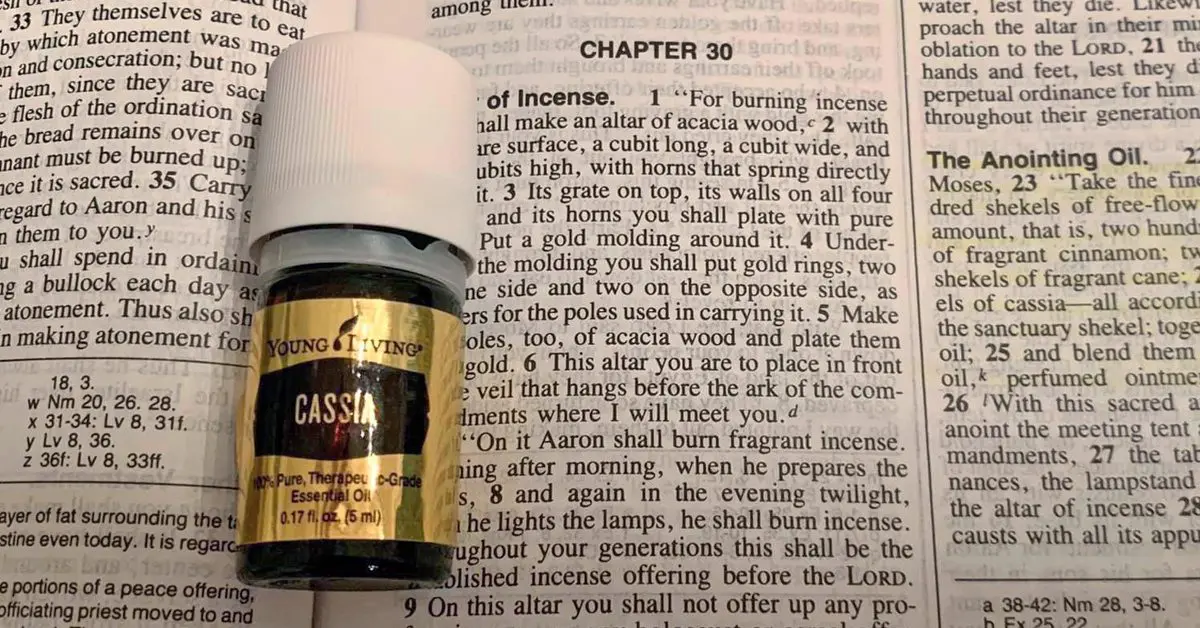 that
33 They themselves are to eat
by which atonement was ma
on and consecration; but no
them, since they are sacr
flesh of the ordination sa
he bread remains over on
nant must be burned up;
nce it is sacred. 35 Carry
regard to Aaron and his s
n them to you.y
u shall spend in ordain
ng a bullock each day as
atonement. Thus also sh
n making atonement for
18, 3.
w Nm 20, 26. 28.
x 31-34: Lv 8, 31f.
y Lv 8, 36.
z 36f: Lv 8, 33ff.
ayer of fat surrounding the
stine even today. It is regard
e portions of a peace offering,
officiating priest moved to and
YOUNG LIVING®
CASSIA
100% Pure, Therapeutic-Grade
Essential Oil
0.17 fl. oz. (5 ml)
among them.
CHAPTER 30
of Incense. 1 “For burning incense
hall make an altar of acacia wood,c 2 with
are surface, a cubit long, a cubit wide, and
ubits high, with horns that spring directly
it. 3 Its grate on top, its walls on all four
and its horns you shall plate with pure
Put a gold molding around it. 4 Under-
the molding you shall put gold rings, two
ne side and two on the opposite side, as
ers for the poles used in carrying it. 5 Make
oles, too, of acacia wood and plate them
gold. 6 This altar you are to place in front
e veil that hangs before the ark of the com-
dments where I will meet you.d
“On it Aaron shall burn fragrant incense.
ning after morning, when he prepares the
s, 8 and again in the evening twilight,
he lights the lamps, he shall burn incense.
ughout your generations this shall be the
blished incense offering before the LORD.
9 On this altar you shall not offer up any pro-
water, lest they die. Likew
proach the altar in their mi
oblation to the LORD, 21 the
hands and feet, lest they di
perpetual ordinance for him
throughout their generation
The Anointing Oil. 22
Moses, 23 “Take the fine
dred shekels of free-flow
amount, that is, two hund
of fragrant cinnamon; tw
shekels of fragrant cane;
els of cassia—all accord
the sanctuary shekel; toge
oil; 25 and blend them
oil,k perfumed ointme
26 lWith this sacred a
anoint the meeting tent
mandments, 27 the tab
nances, the lampstand
the altar of incense 28
causts with all its appu
a 38-42: Nm 28, 3-8.
b Ex 25, 22.